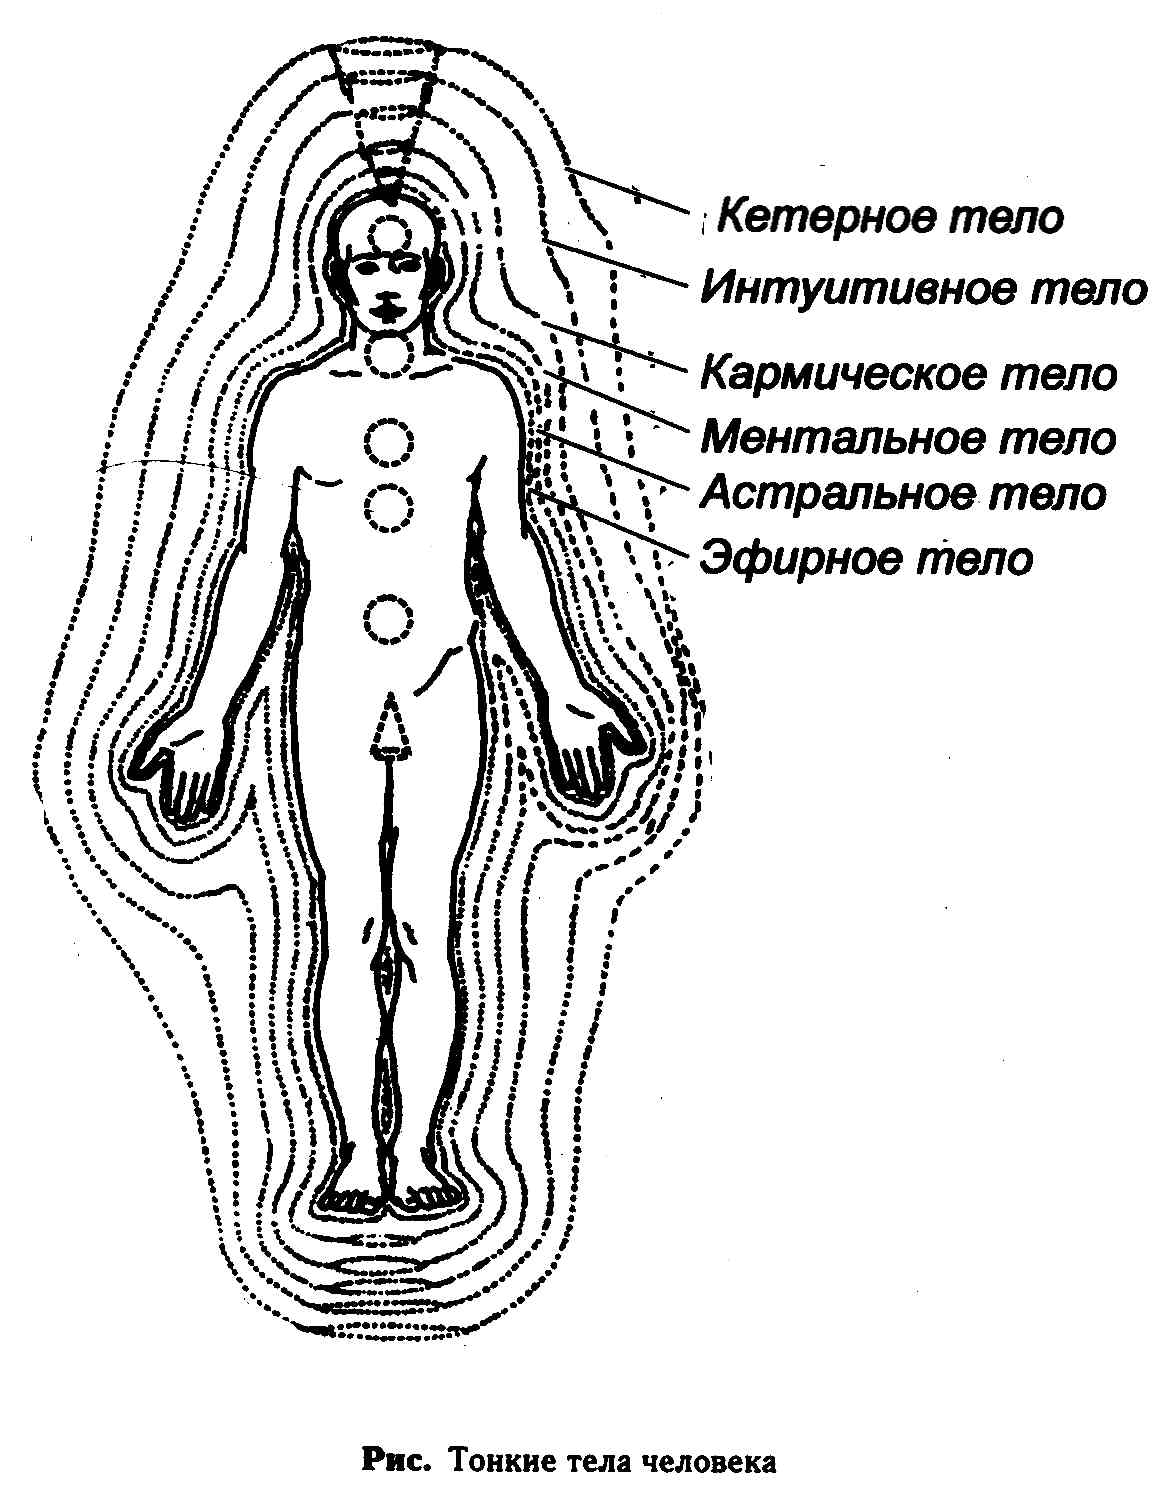 Кетерное тело
Интуитивное тело
Кармическое тело
Ментальное тело
Астральное тело
Эфирное тело
Рис. Тонкие тела человека